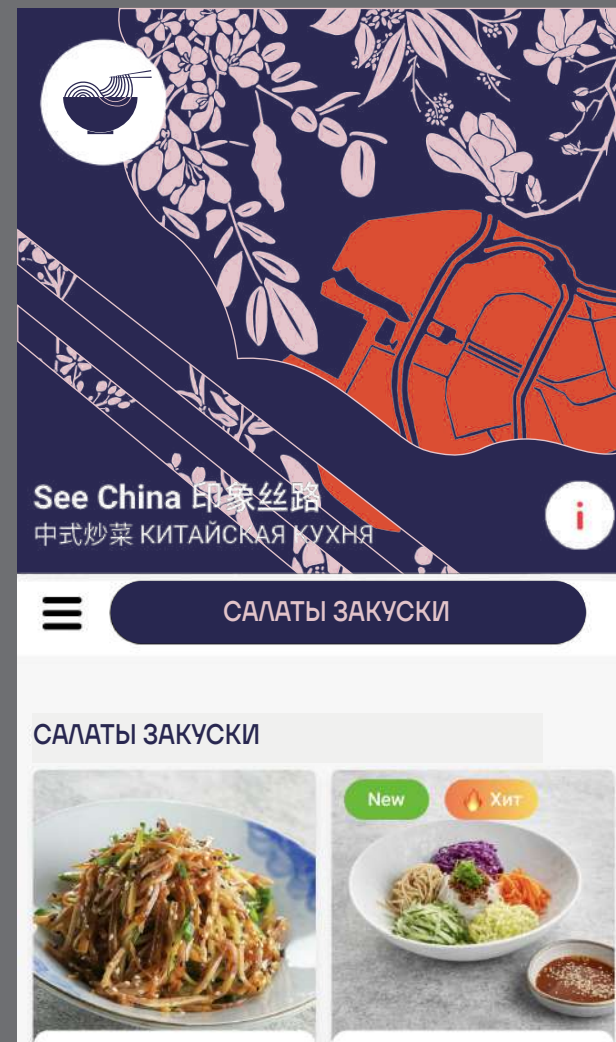 See China 印象丝路
中式炒菜 КИТАЙСКАЯ КУХНЯ
i
САЛАТЫ ЗАКУСКИ
САЛАТЫ ЗАКУСКИ
New
Хит